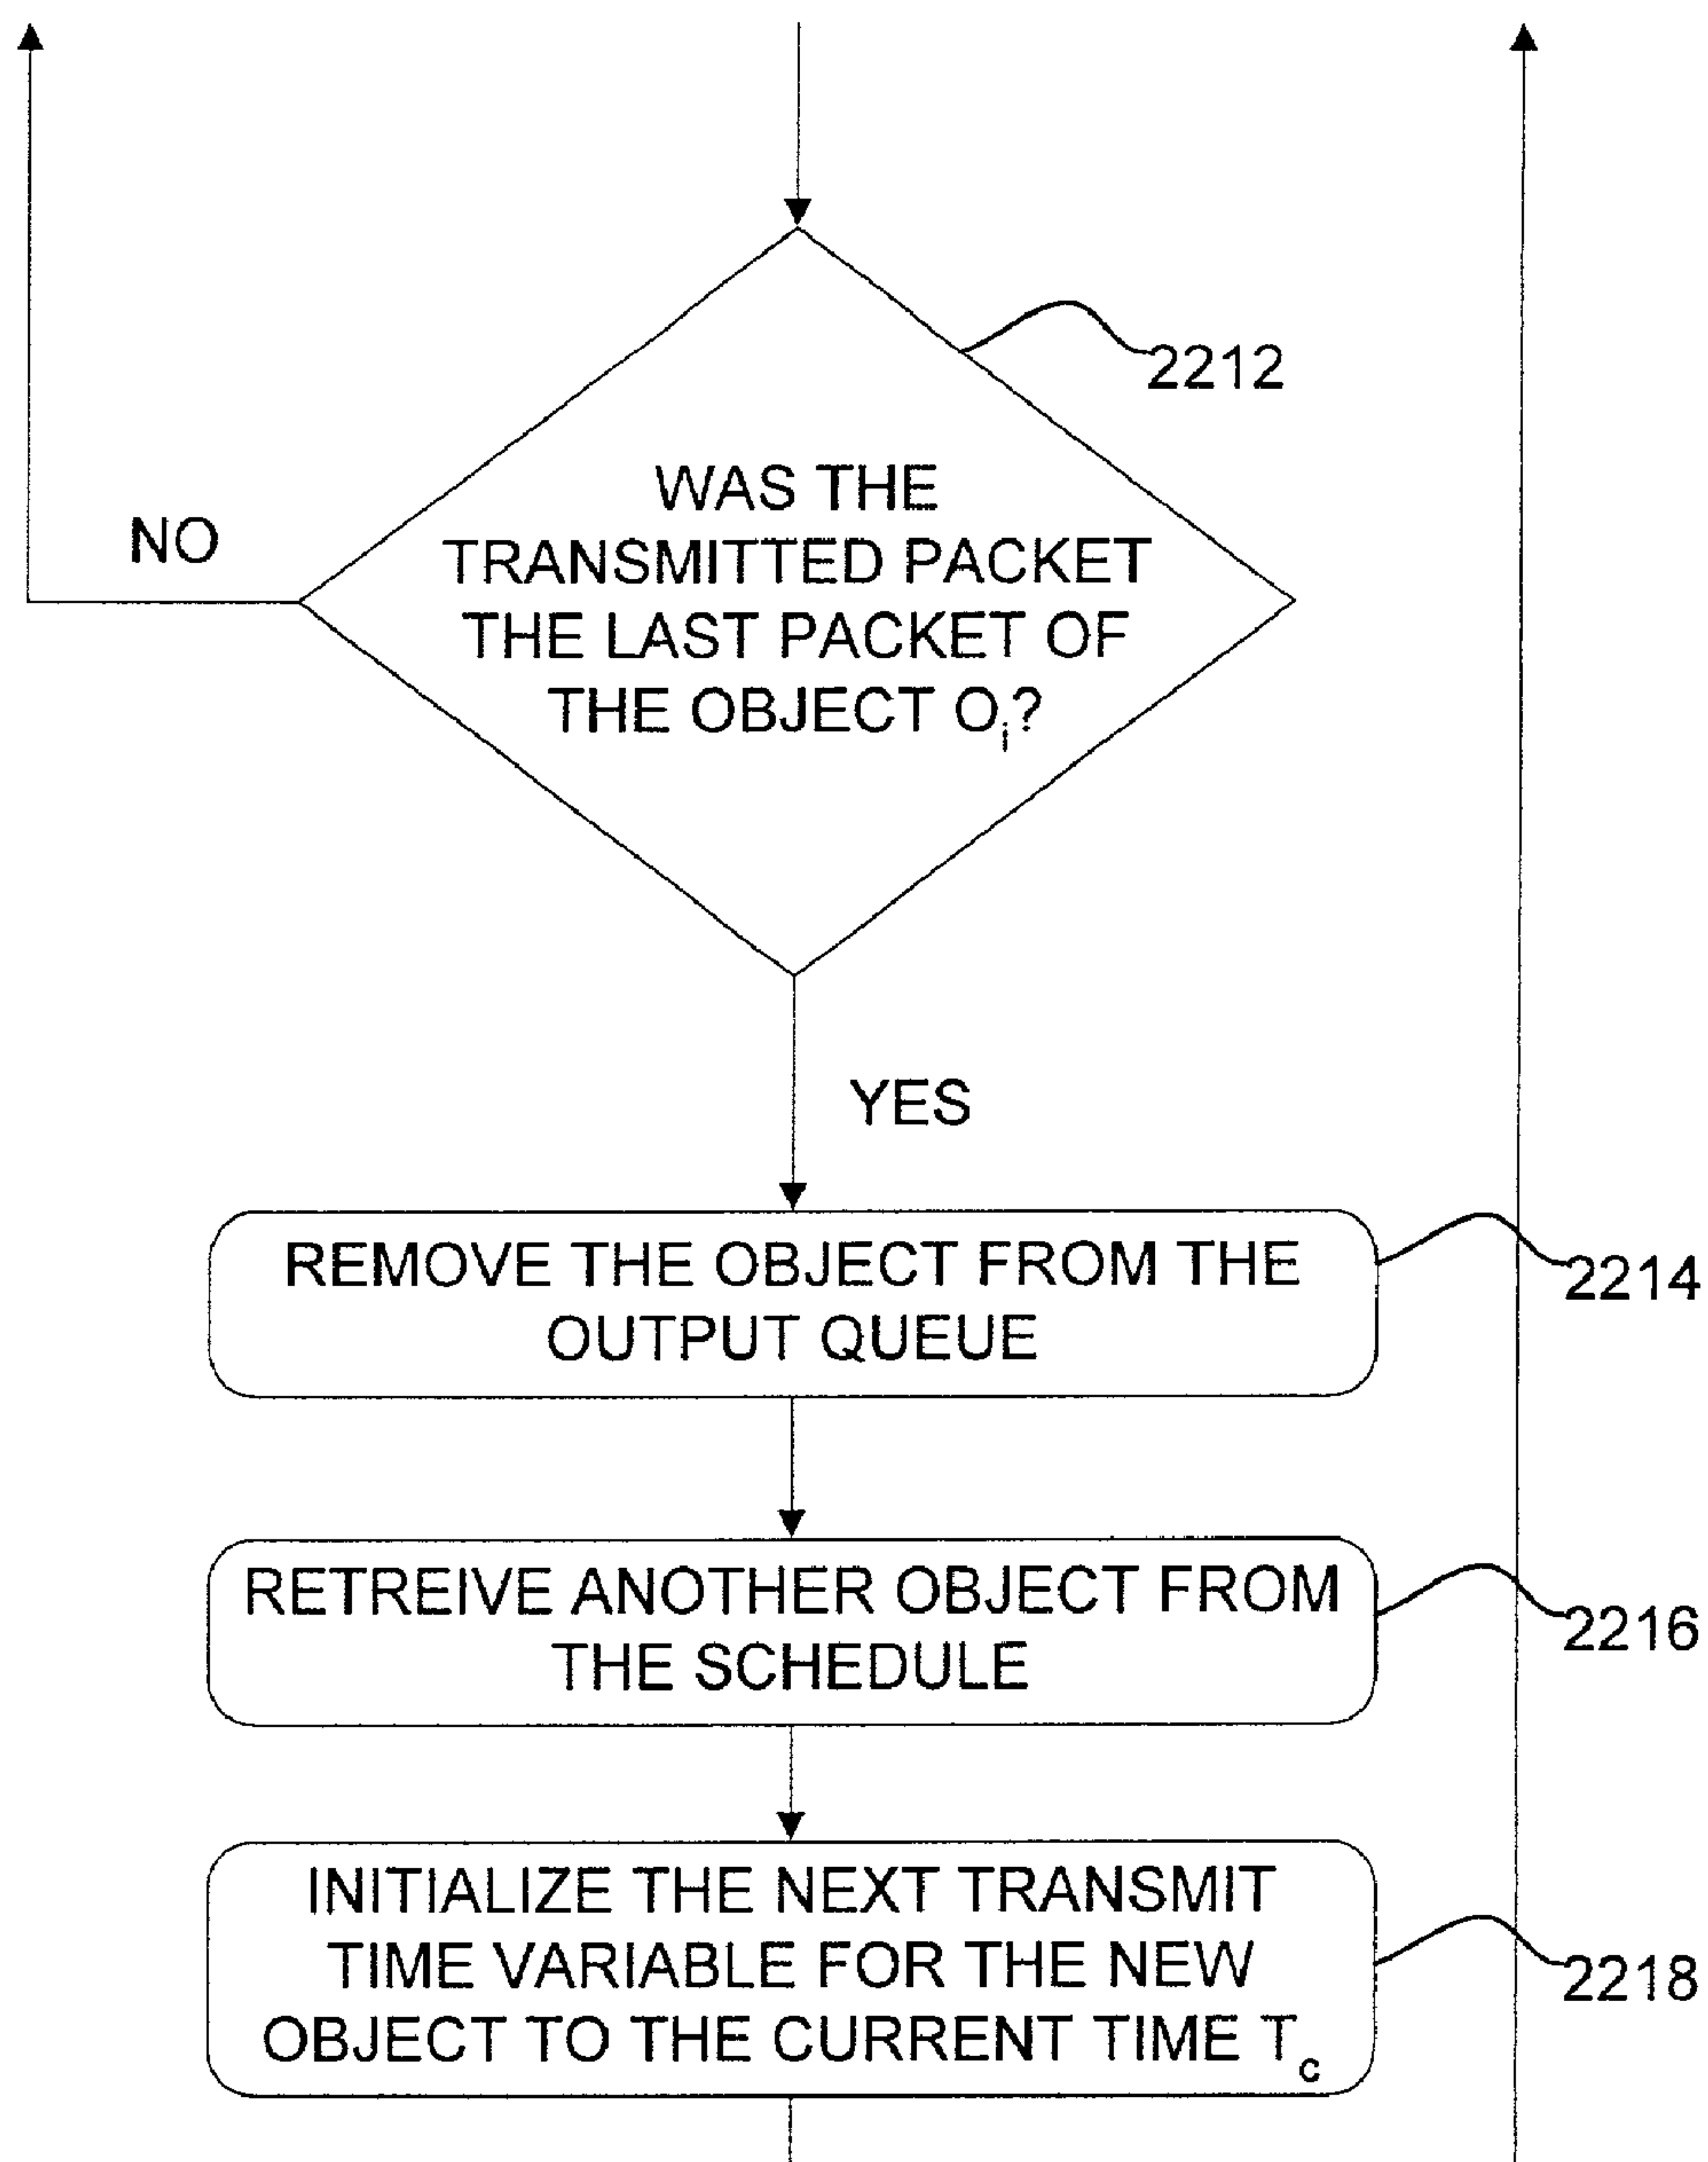 2212
WAS THE
TRANSMITTED PACKET
THE LAST PACKET OF
THE OBJECT Oᵢ?
NO
YES
REMOVE THE OBJECT FROM THE
OUTPUT QUEUE
2214
RETREIVE ANOTHER OBJECT FROM
THE SCHEDULE
2216
INITIALIZE THE NEXT TRANSMIT
TIME VARIABLE FOR THE NEW
OBJECT TO THE CURRENT TIME T_c
2218